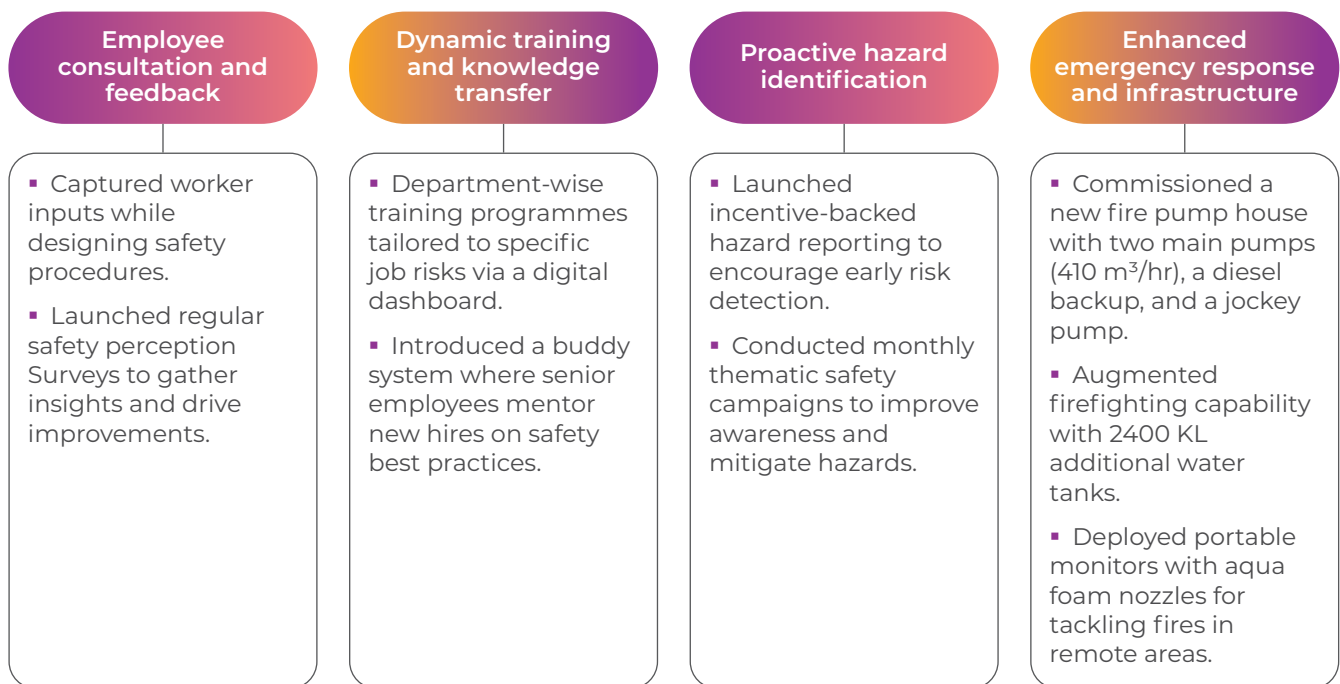 Employee
consultation and
feedback
▪ Captured worker
inputs while
designing safety
procedures.
▪ Launched regular
safety perception
Surveys to gather
insights and drive
improvements.
Dynamic training
and knowledge
transfer
▪ Department-wise
training programmes
tailored to specific
job risks via a digital
dashboard.
▪ Introduced a buddy
system where senior
employees mentor
new hires on safety
best practices.
Proactive hazard
identification
▪ Launched
incentive-backed
hazard reporting to
encourage early risk
detection.
▪ Conducted monthly
thematic safety
campaigns to improve
awareness and
mitigate hazards.
Enhanced
emergency response
and infrastructure
▪ Commissioned a
new fire pump house
with two main pumps
(410 m³/hr), a diesel
backup, and a jockey
pump.
▪ Augmented
firefighting capability
with 2400 KL
additional water
tanks.
▪ Deployed portable
monitors with aqua
foam nozzles for
tackling fires in
remote areas.